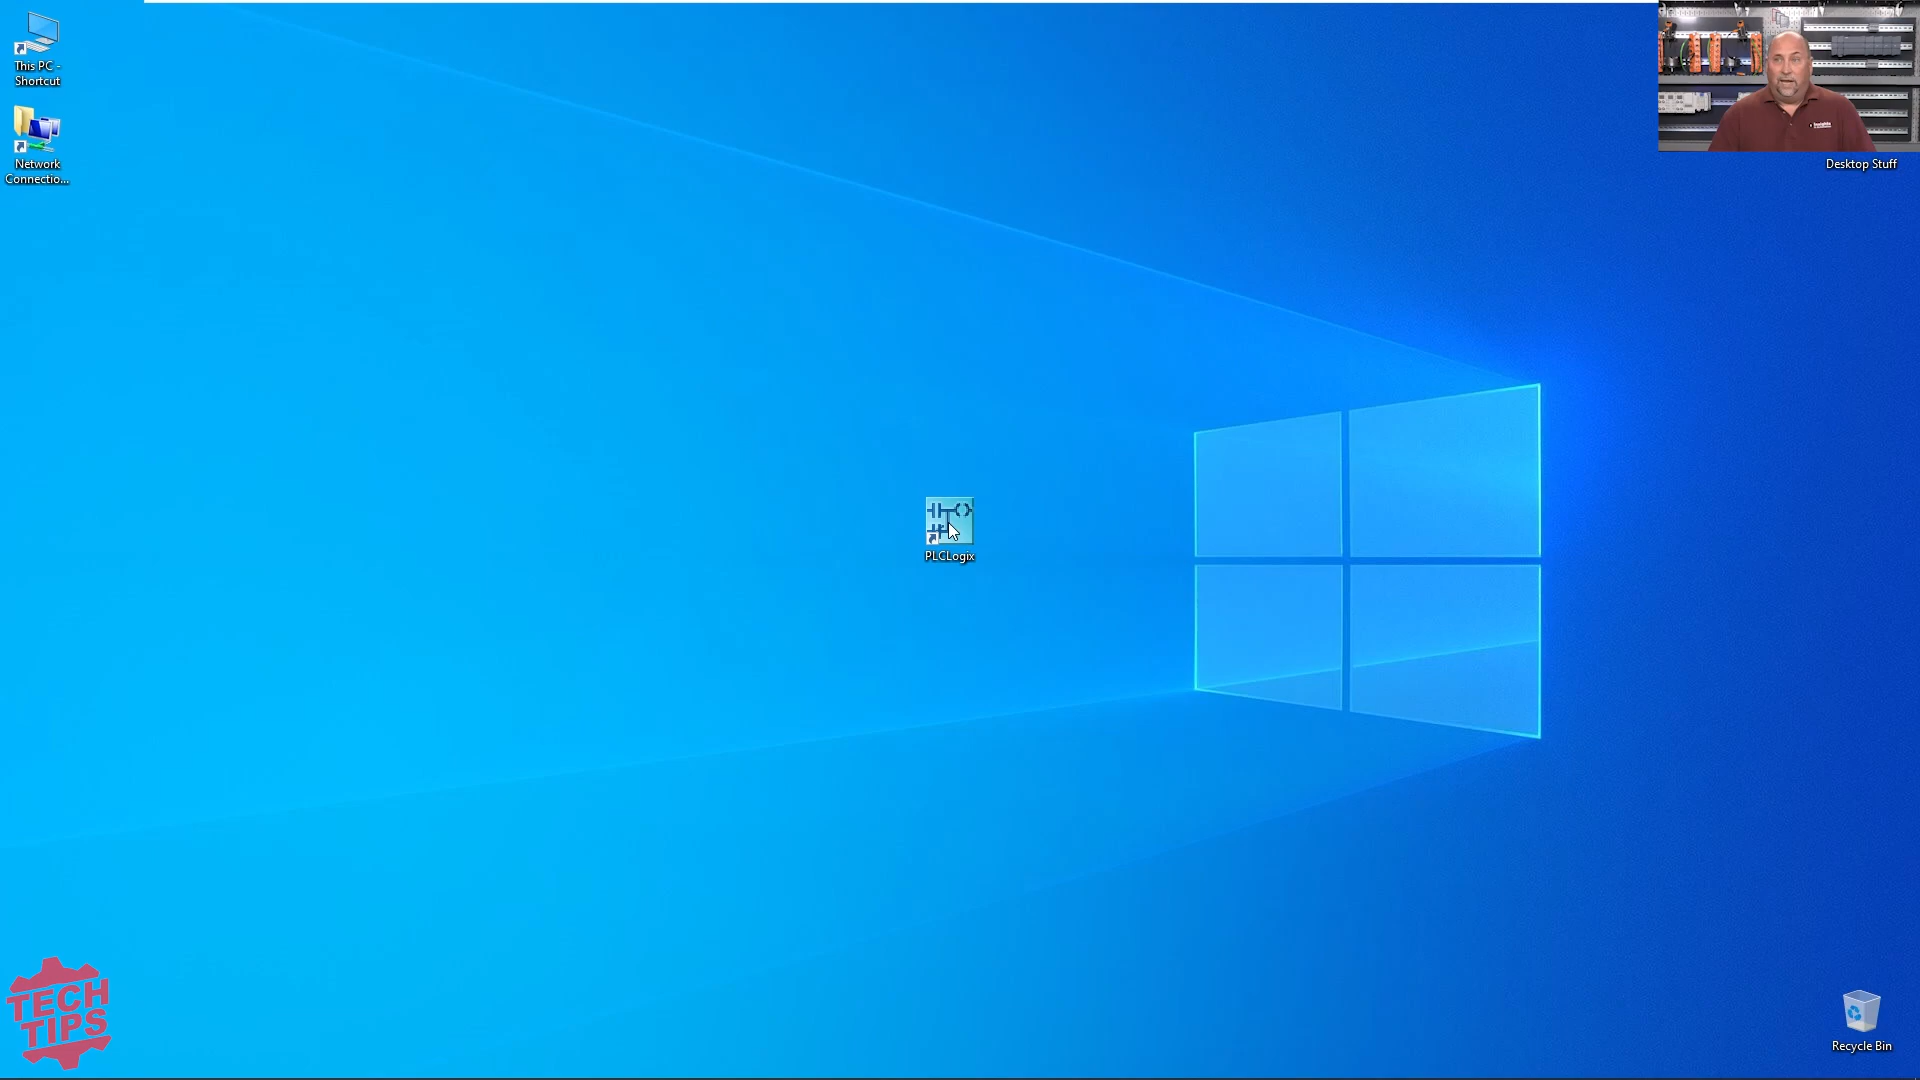 This PC -
Shortcut
Network
Connectio...
Desktop Stuff
PLCLogix
TECH
TIPS
Recycle Bin